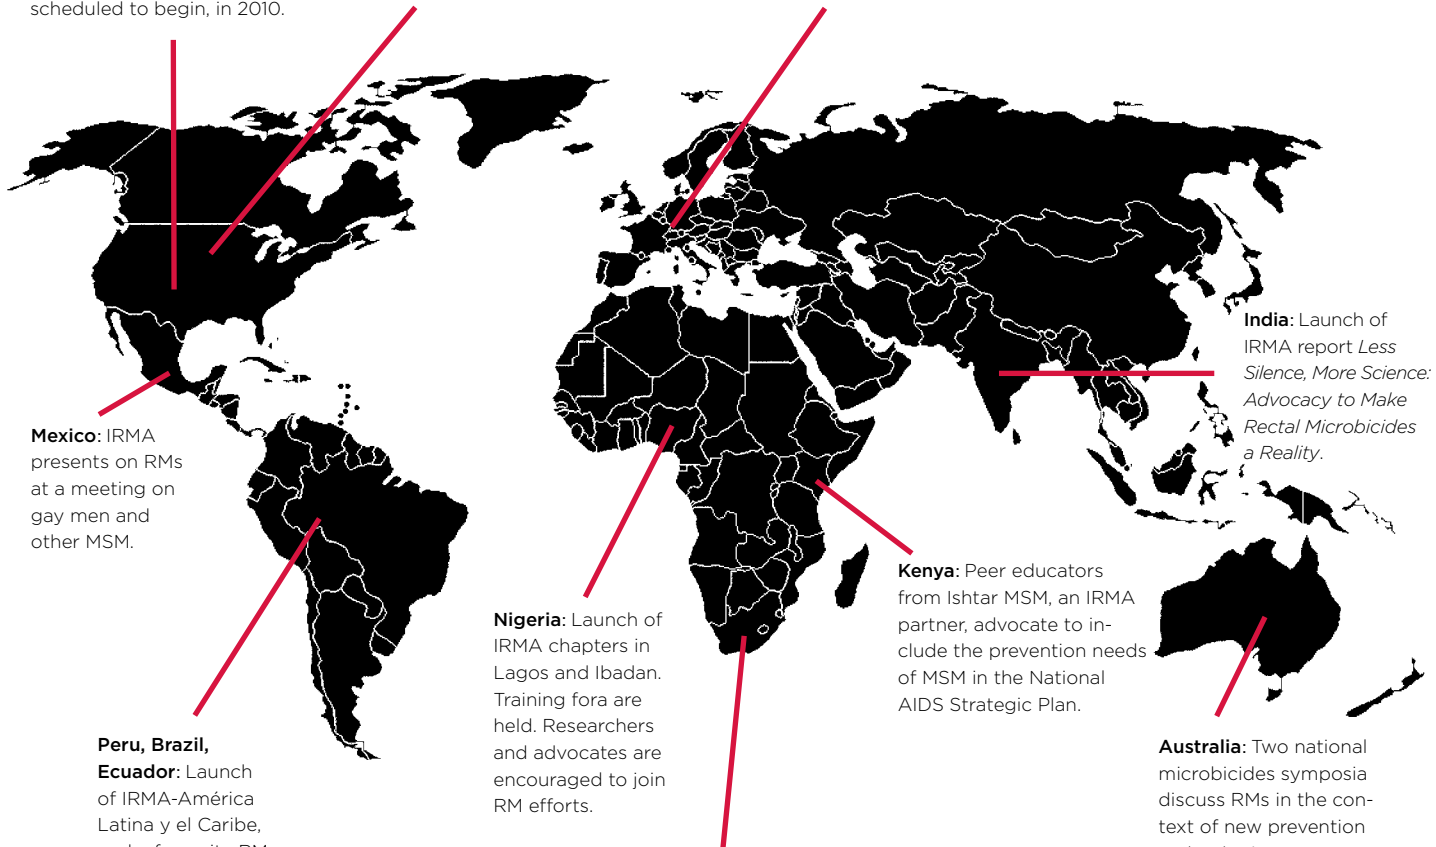 scheduled to begin, in 2010.
India: Launch of
IRMA report Less
Silence, More Science:
Advocacy to Make
Rectal Microbicides
a Reality.
Mexico: IRMA
presents on RMs
at a meeting on
gay men and
other MSM.
Kenya: Peer educators
from Ishtar MSM, an IRMA
partner, advocate to in-
clude the prevention needs
of MSM in the National
AIDS Strategic Plan.
Nigeria: Launch of
IRMA chapters in
Lagos and Ibadan.
Training fora are
held. Researchers
and advocates are
encouraged to join
RM efforts.
Peru, Brazil,
Ecuador: Launch
of IRMA-América
Latina y el Caribe,
Australia: Two national
microbicides symposia
discuss RMs in the con-
text of new prevention